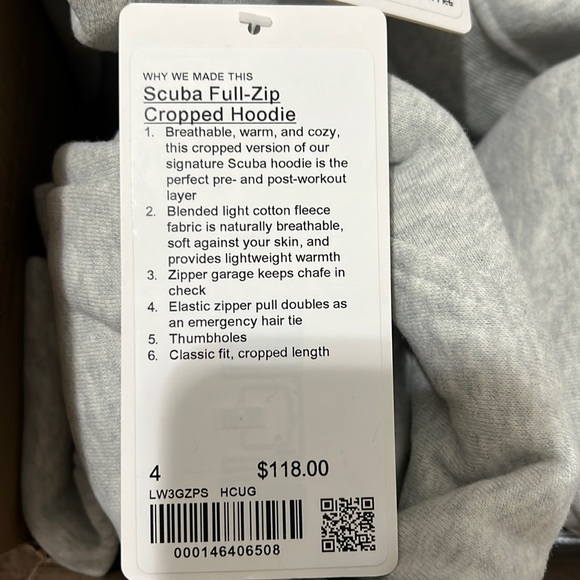 WHY WE MADE THIS
Scuba Full-Zip
Cropped Hoodie
1. Breathable, warm, and cozy,
this cropped version of our
signature Scuba hoodie is the
perfect pre- and post-workout
layer
2. Blended light cotton fleece
fabric is naturally breathable,
soft against your skin, and
provides lightweight warmth
3. Zipper garage keeps chafe in
check
4. Elastic zipper pull doubles as
an emergency hair tie
5. Thumbholes
6. Classic fit, cropped length
4 $118.00
LW3GZPS HCUG
000146406508